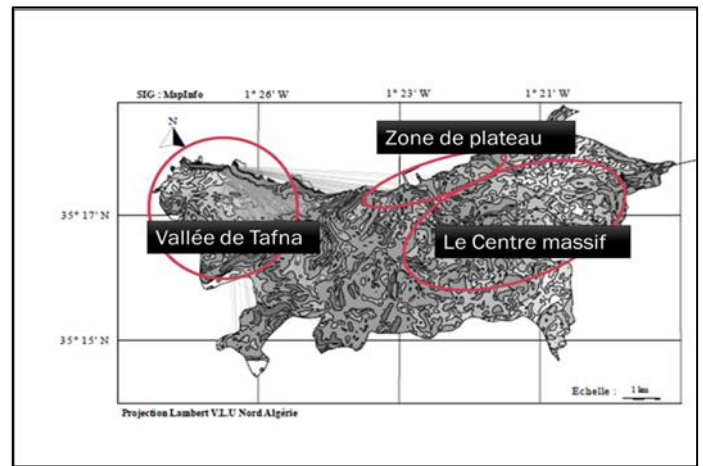 SIG : MapInfo
1° 26' W
1° 23' W
1° 21' W
N
Zone de plateau
35° 17' N
Vallée de Tafna
Le Centre massif
35° 15' N
Echelle : 1 km
Projection Lambert V.L.U Nord Algérie